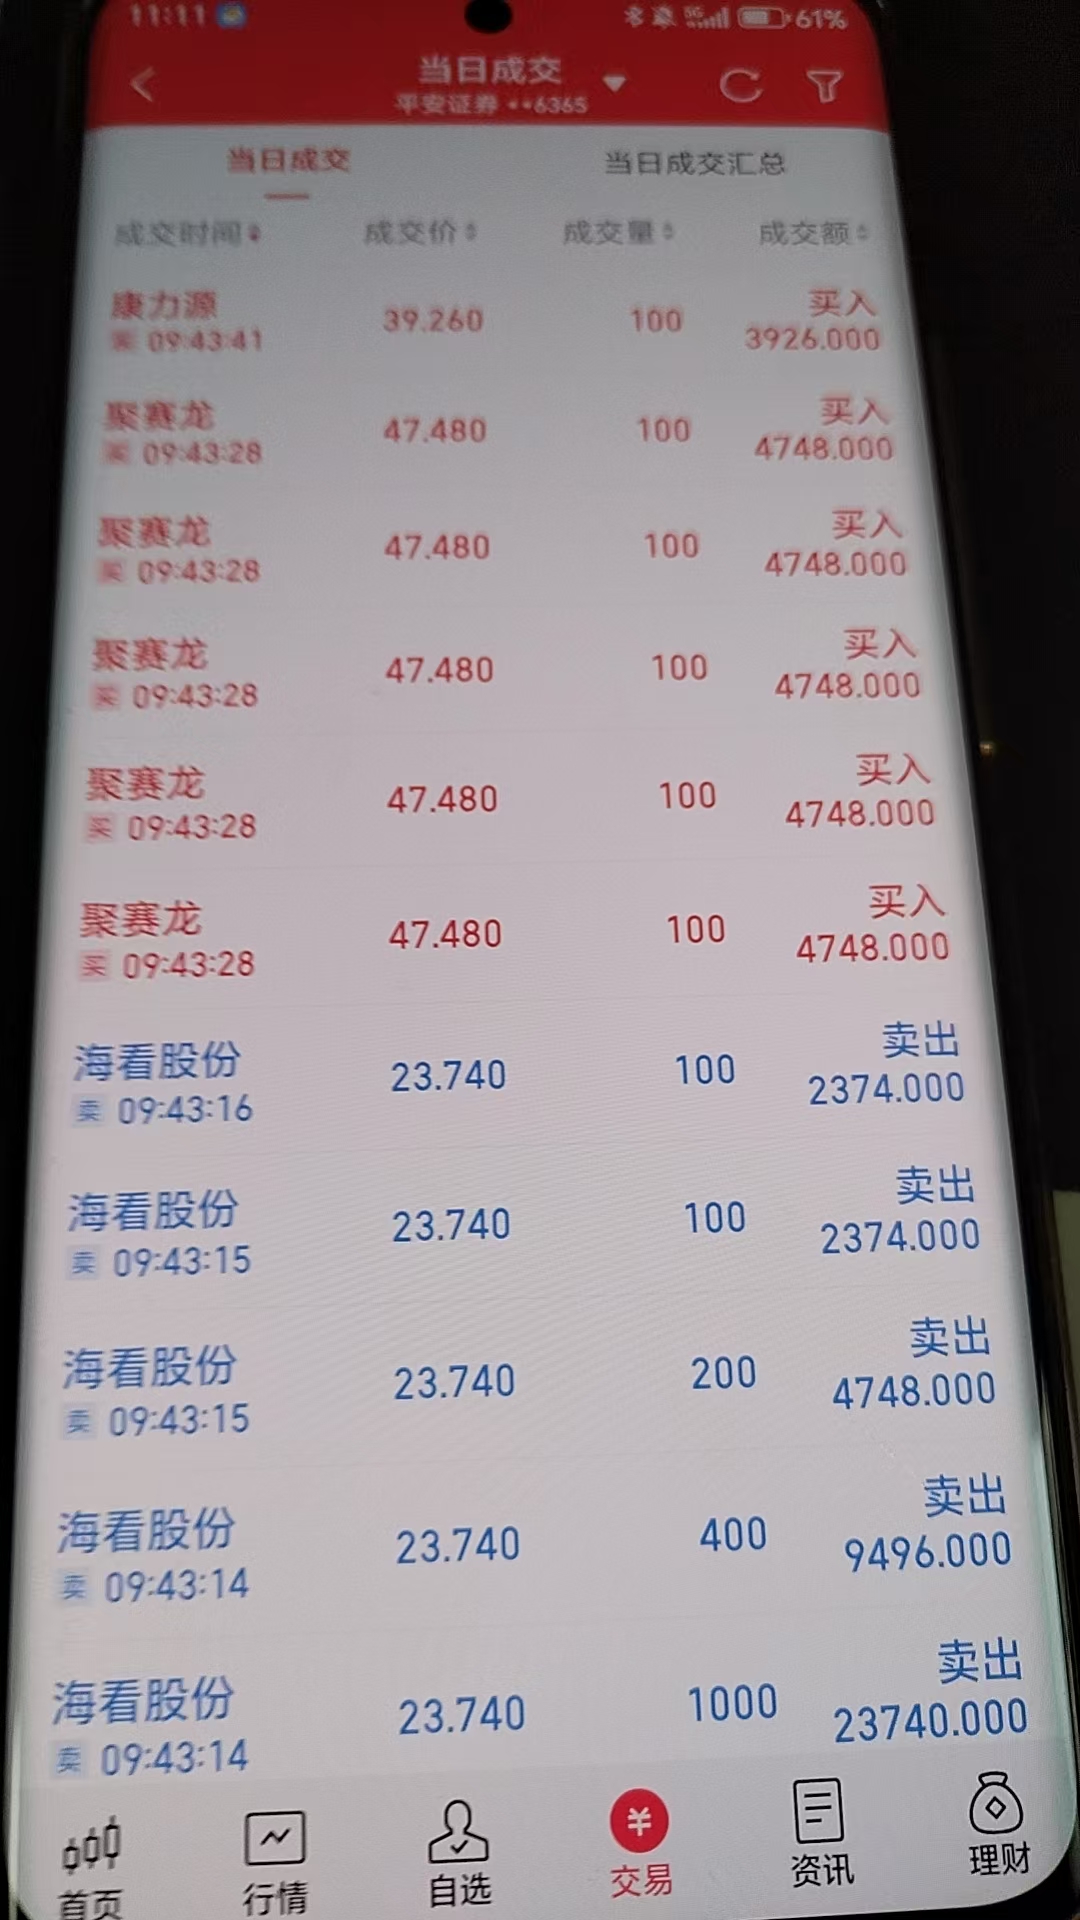 11:11 5G 61%
当日成交
平安证券 **6365
当日成交 当日成交汇总
成交时间 成交价 成交量 成交额
康力源 39.260 100 买入
买 09:43:41 3926.000
聚赛龙 47.480 100 买入
买 09:43:28 4748.000
聚赛龙 47.480 100 买入
买 09:43:28 4748.000
聚赛龙 47.480 100 买入
买 09:43:28 4748.000
聚赛龙 47.480 100 买入
买 09:43:28 4748.000
聚赛龙 47.480 100 买入
买 09:43:28 4748.000
海看股份 23.740 100 卖出
卖 09:43:16 2374.000
海看股份 23.740 100 卖出
卖 09:43:15 2374.000
海看股份 23.740 200 卖出
卖 09:43:15 4748.000
海看股份 23.740 400 卖出
卖 09:43:14 9496.000
海看股份 23.740 1000 卖出
卖 09:43:14 23740.000
首页 行情 自选 交易 资讯 理财